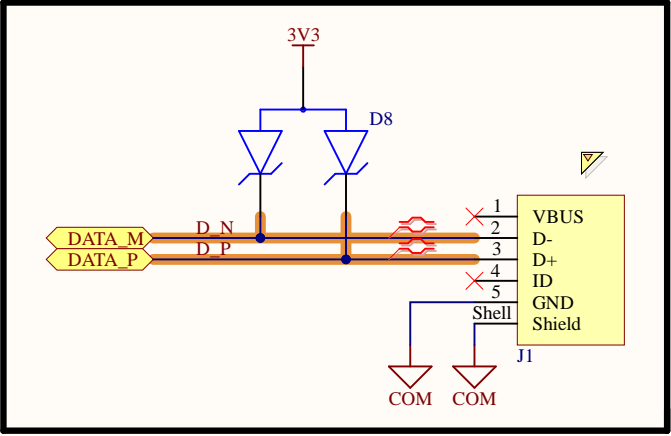 3V3
D8
D_N
DATA_M
D_P
DATA_P
1
VBUS
2
D-
3
D+
4
ID
5
GND
Shell
Shield
J1
COM
COM